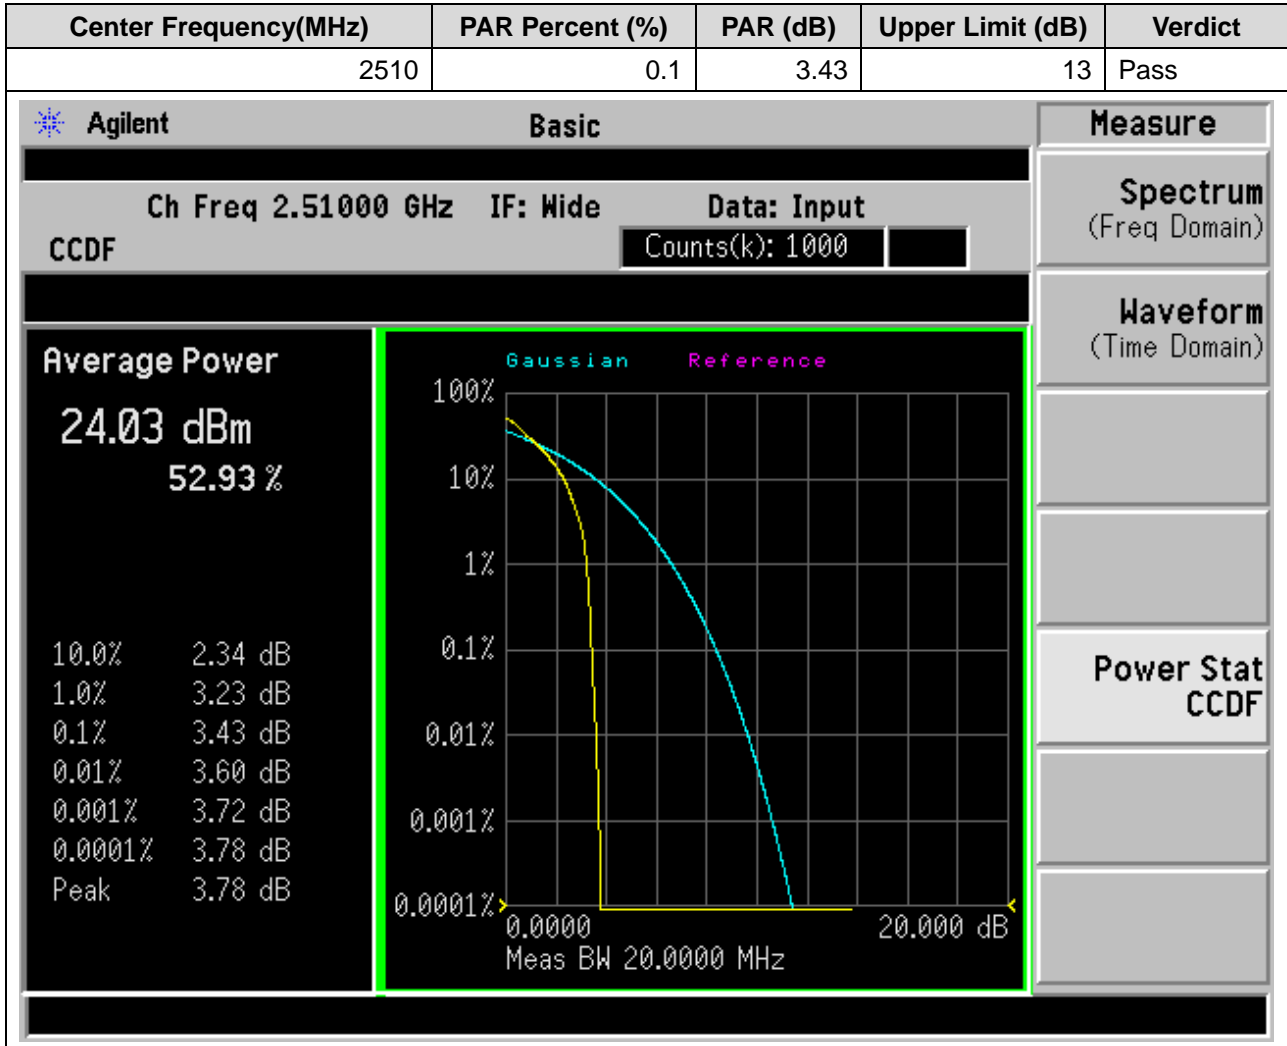 Center Frequency(MHz) PAR Percent (%) PAR (dB) Upper Limit (dB) Verdict
2510 0.1 3.43 13 Pass
Agilent Basic Measure
Ch Freq 2.51000 GHz IF: Wide Data: Input
CCDF Counts(k): 1000
Spectrum
(Freq Domain)
Waveform
(Time Domain)
Power Stat
CCDF
Average Power
24.03 dBm
52.93 %
10.0% 2.34 dB
1.0% 3.23 dB
0.1% 3.43 dB
0.01% 3.60 dB
0.001% 3.72 dB
0.0001% 3.78 dB
Peak 3.78 dB
Gaussian Reference
100%
10%
1%
0.1%
0.01%
0.001%
0.0001%
0.0000 20.000 dB
Meas BW 20.0000 MHz